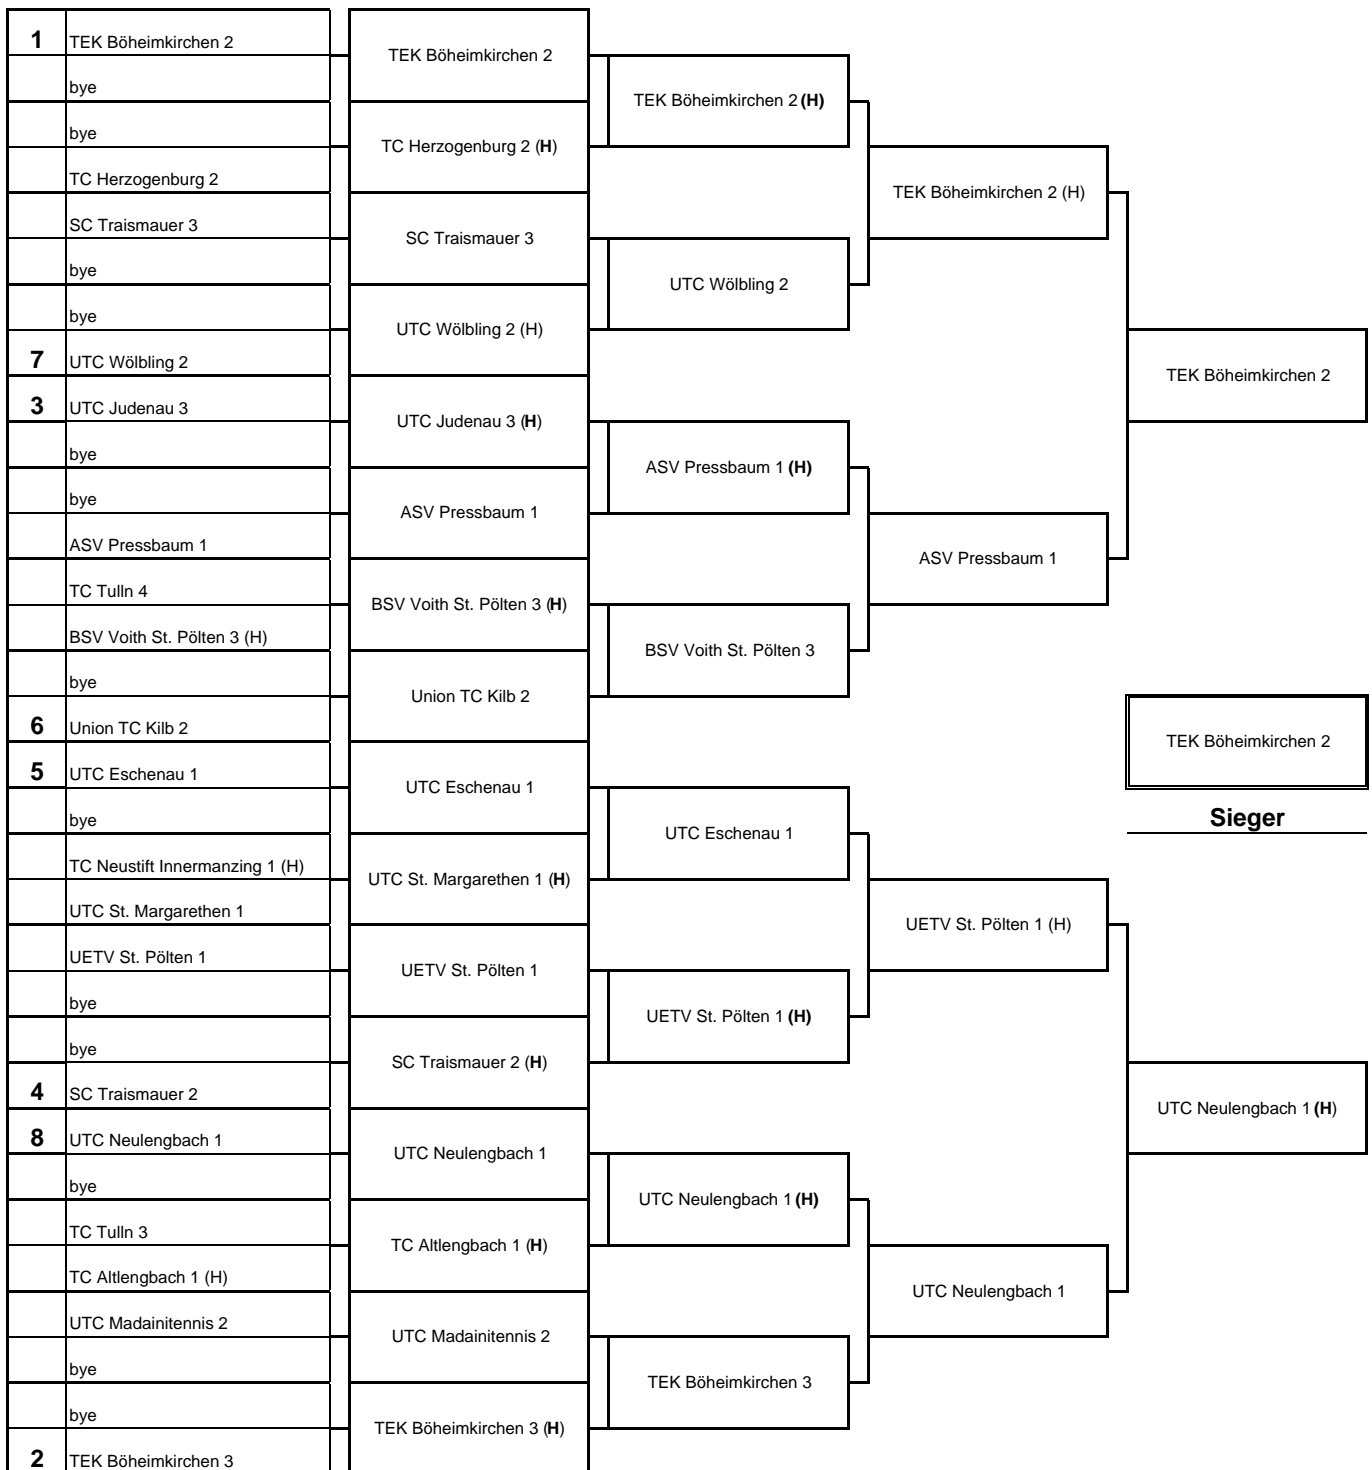 1 TEK Böheimkirchen 2
bye
bye
TC Herzogenburg 2
SC Traismauer 3
bye
bye
7 UTC Wölbling 2
3 UTC Judenau 3
bye
bye
ASV Pressbaum 1
TC Tulln 4
BSV Voith St. Pölten 3 (H)
bye
6 Union TC Kilb 2
5 UTC Eschenau 1
bye
TC Neustift Innermanzing 1 (H)
UTC St. Margarethen 1
UETV St. Pölten 1
bye
bye
4 SC Traismauer 2
8 UTC Neulengbach 1
bye
TC Tulln 3
TC Altlengbach 1 (H)
UTC Madainitennis 2
bye
bye
2 TEK Böheimkirchen 3
TEK Böheimkirchen 2
TC Herzogenburg 2 (H)
SC Traismauer 3
UTC Wölbling 2 (H)
UTC Judenau 3 (H)
ASV Pressbaum 1
BSV Voith St. Pölten 3 (H)
Union TC Kilb 2
UTC Eschenau 1
UTC St. Margarethen 1 (H)
UETV St. Pölten 1
SC Traismauer 2 (H)
UTC Neulengbach 1
TC Altlengbach 1 (H)
UTC Madainitennis 2
TEK Böheimkirchen 3 (H)
TEK Böheimkirchen 2 (H)
UTC Wölbling 2
ASV Pressbaum 1 (H)
BSV Voith St. Pölten 3
UTC Eschenau 1
UETV St. Pölten 1 (H)
UTC Neulengbach 1 (H)
TEK Böheimkirchen 3
TEK Böheimkirchen 2 (H)
ASV Pressbaum 1
UETV St. Pölten 1 (H)
UTC Neulengbach 1
TEK Böheimkirchen 2
UTC Neulengbach 1 (H)
TEK Böheimkirchen 2
Sieger